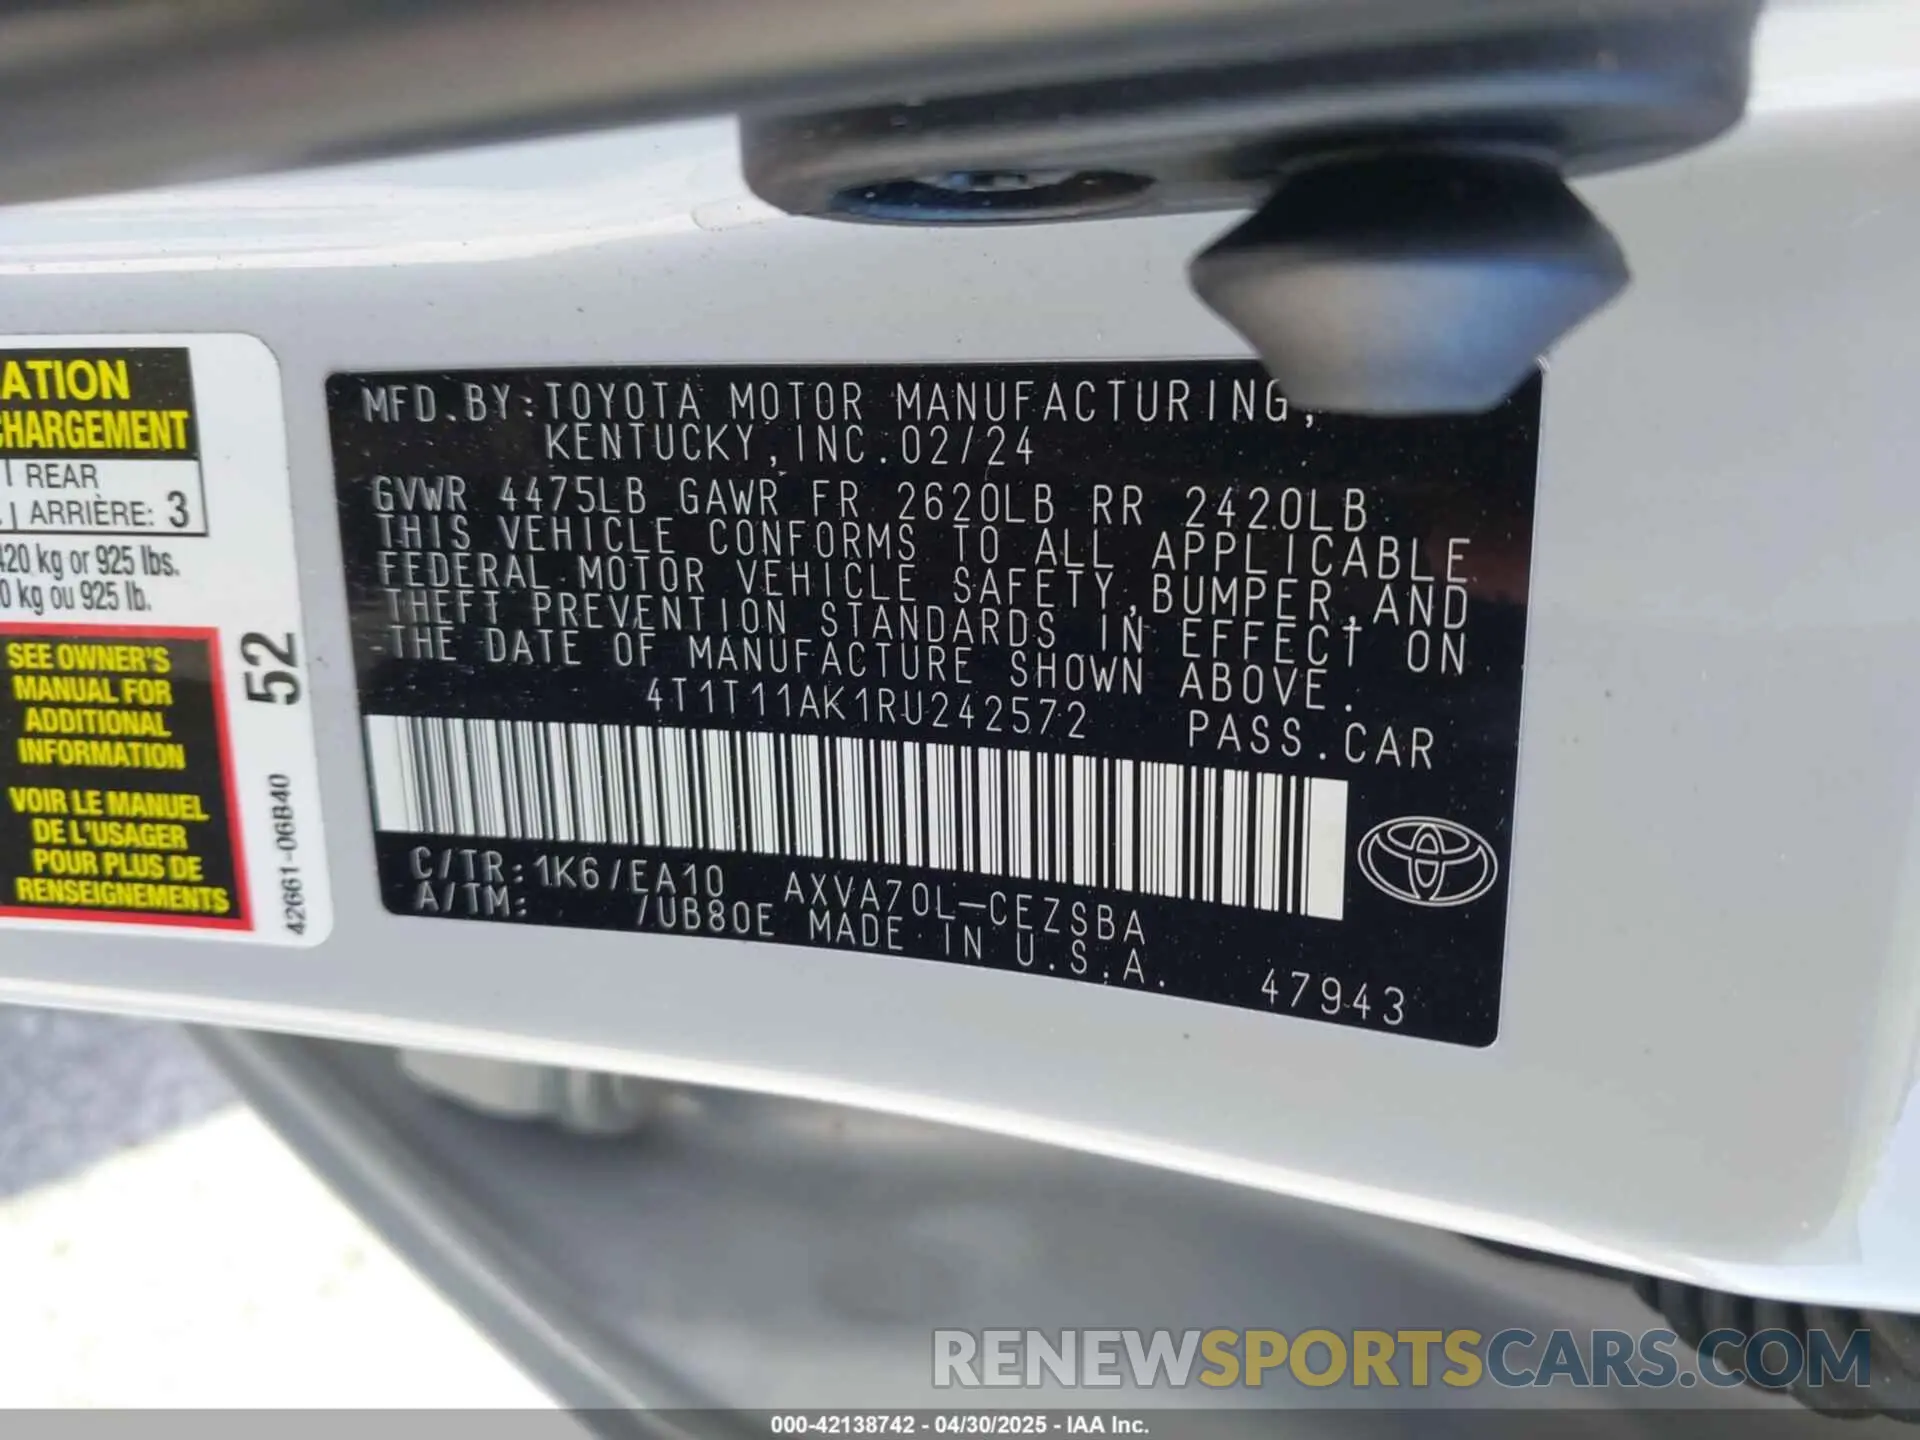 ATION
CHARGEMENT
REAR
ARRIÈRE: 3
420 kg or 925 lbs.
0 kg ou 925 lb.
SEE OWNER'S
MANUAL FOR
ADDITIONAL
INFORMATION
VOIR LE MANUEL
DE L'USAGER
POUR PLUS DE
RENSEIGNEMENTS
52
42661-06B40
MFD.BY:TOYOTA MOTOR MANUFACTURING,
KENTUCKY,INC.02/24
GVWR 4475LB GAWR FR 2620LB RR 2420LB
THIS VEHICLE CONFORMS TO ALL APPLICABLE
FEDERAL MOTOR VEHICLE SAFETY,BUMPER,AND
THEFT PREVENTION STANDARDS IN EFFECT ON
THE DATE OF MANUFACTURE SHOWN ABOVE.
4T1T11AK1RU242572 PASS.CAR
C/TR:1K6/EA10 AXVA70L-CEZSBA
A/TM: /UB80E MADE IN U.S.A.
47943
RENEWSPORTSCARS.COM
000-42138742 - 04/30/2025 - IAA Inc.